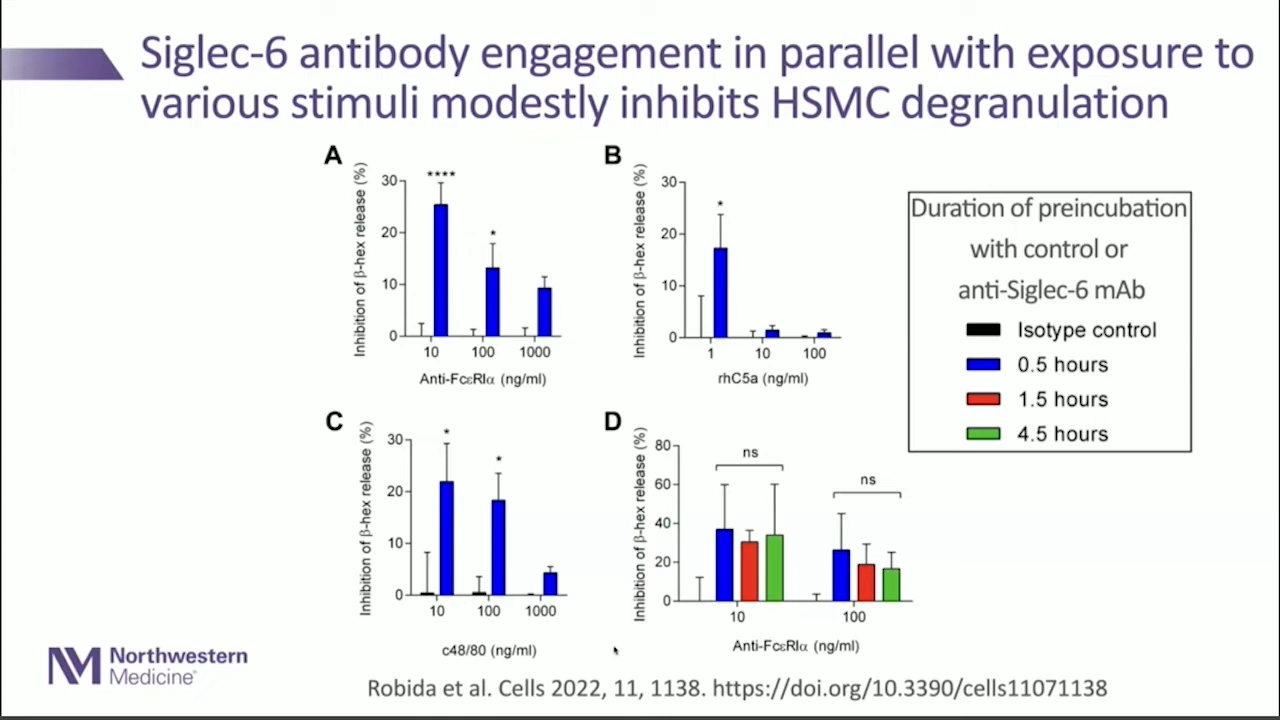 Siglec-6 antibody engagement in parallel with exposure to
various stimuli modestly inhibits HSMC degranulation
A
Inhibition of β-hex release (%)
30
20
10
0
****
*
10 100 1000
Anti-FcεRIα (ng/ml)
B
Inhibition of β-hex release (%)
30
20
10
0
*
1 10 100
rhC5a (ng/ml)
Duration of preincubation
with control or
anti-Siglec-6 mAb
Isotype control
0.5 hours
1.5 hours
4.5 hours
C
Inhibition of β-hex release (%)
30
20
10
0
*
*
10 100 1000
c48/80 (ng/ml)
D
Inhibition of β-hex release (%)
80
60
40
20
0
ns
ns
10 100
Anti-FcεRIα (ng/ml)
NM Northwestern
Medicine®
Robida et al. Cells 2022, 11, 1138. https://doi.org/10.3390/cells11071138